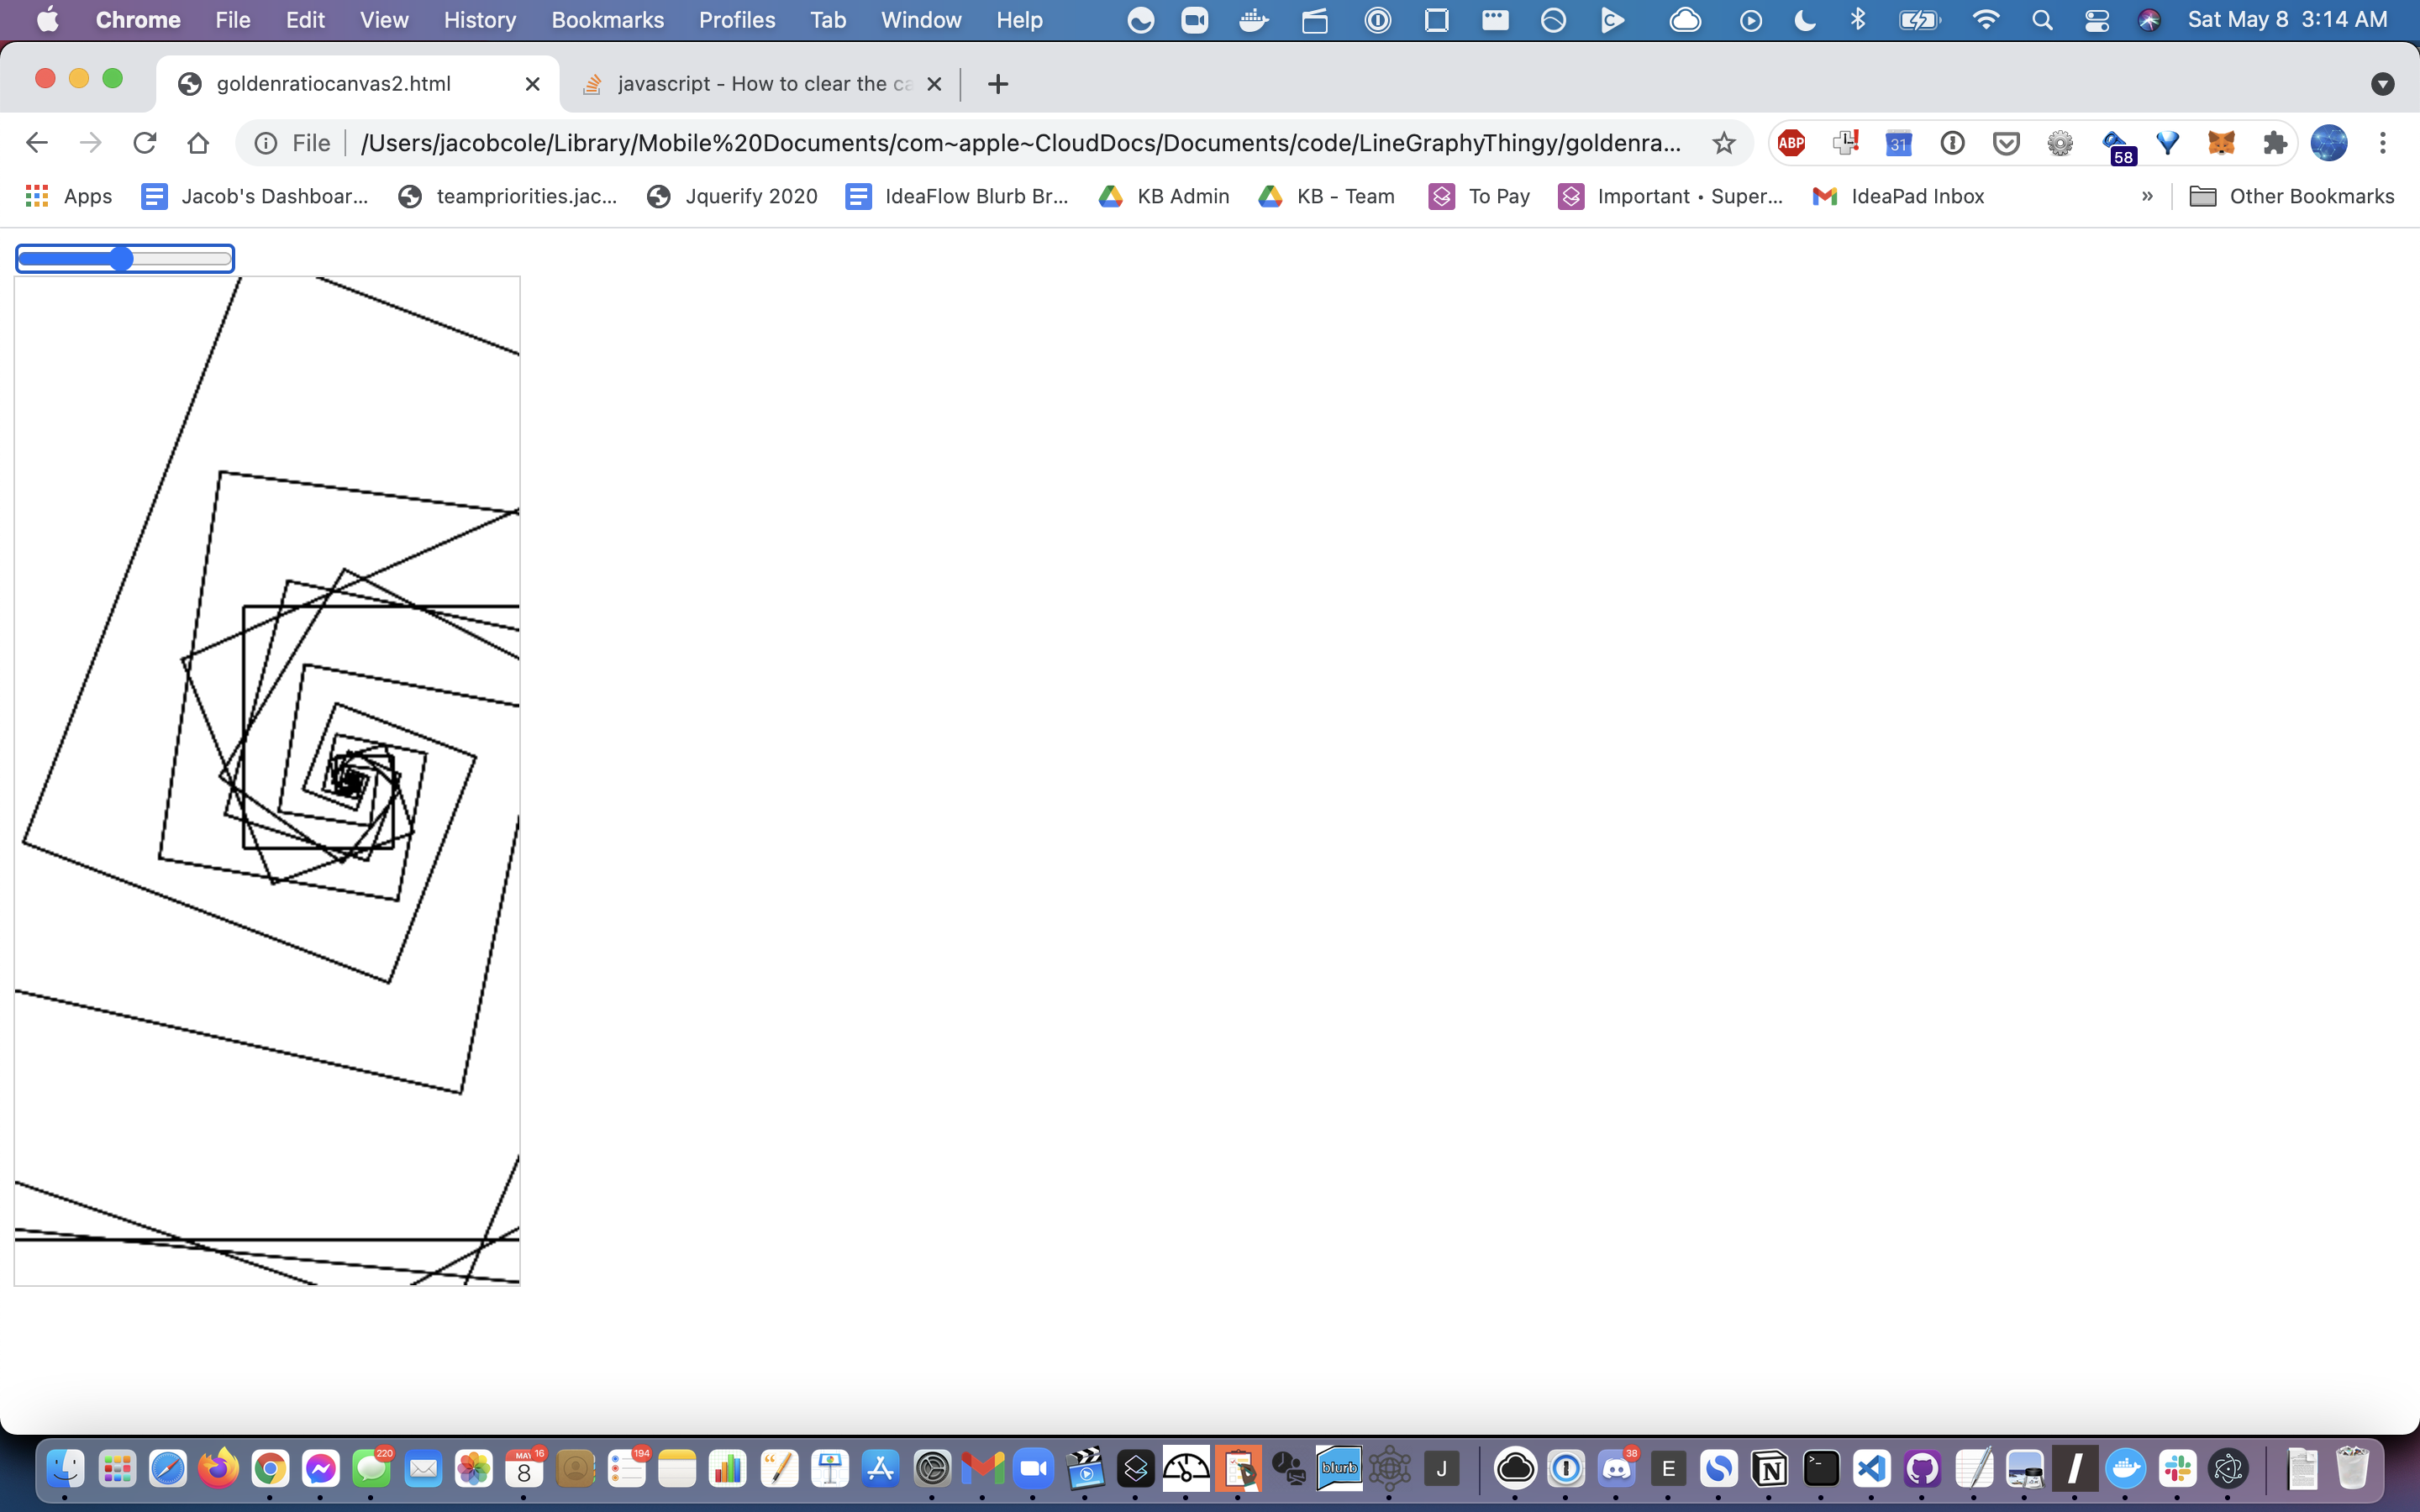 Chrome File Edit View History Bookmarks Profiles Tab Window Help Sat May 8 3:14 AM
goldenratiocanvas2.html javascript - How to clear the ca
File /Users/jacobcole/Library/Mobile%20Documents/com~apple~CloudDocs/Documents/code/LineGraphyThingy/goldenra... ABP 31 58
Apps Jacob's Dashboar... teampriorities.jac... Jquerify 2020 IdeaFlow Blurb Br... KB Admin KB - Team To Pay Important • Super... IdeaPad Inbox » Other Bookmarks
220 MAY 8 16 194 blurb J E 38